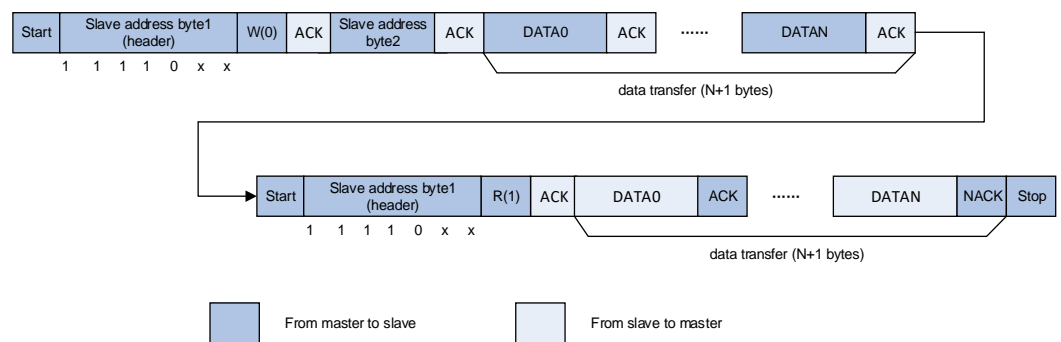 Start Slave address byte1 (header) W(0) ACK Slave address byte2 ACK DATA0 ACK ...... DATAN ACK
1 1 1 1 0 x x
data transfer (N+1 bytes)
Start Slave address byte1 (header) R(1) ACK DATA0 ACK ...... DATAN NACK Stop
1 1 1 1 0 x x
data transfer (N+1 bytes)
From master to slave From slave to master